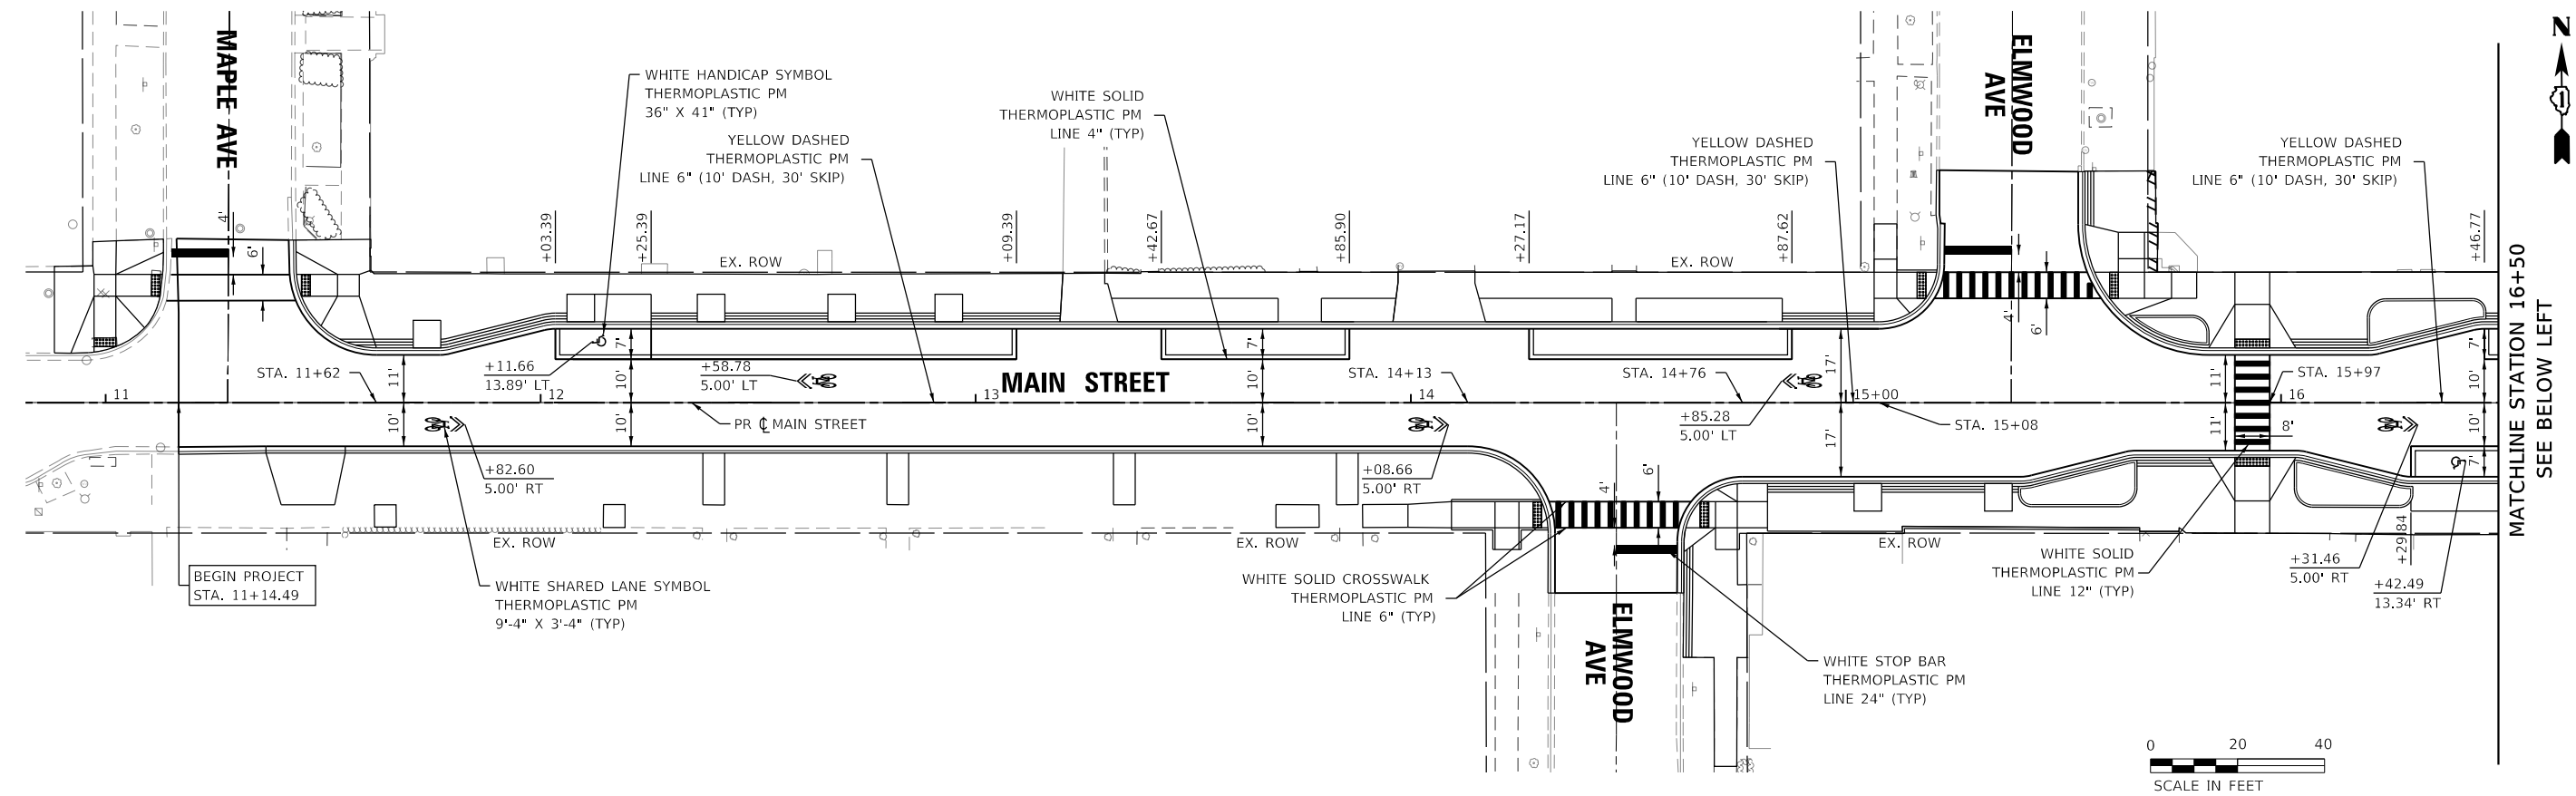 MAPLE AVE
4'
6'
WHITE HANDICAP SYMBOL
THERMOPLASTIC PM
36" X 41" (TYP)
YELLOW DASHED
THERMOPLASTIC PM
LINE 6" (10' DASH, 30' SKIP)
WHITE SOLID
THERMOPLASTIC PM
LINE 4" (TYP)
YELLOW DASHED
THERMOPLASTIC PM
LINE 6" (10' DASH, 30' SKIP)
ELMWOOD
AVE
YELLOW DASHED
THERMOPLASTIC PM
LINE 6" (10' DASH, 30' SKIP)
N
+03.39
+25.39
+09.39
+42.67
+85.90
+27.17
+87.62
+46.77
EX. ROW
EX. ROW
4'
6'
MATCHLINE STATION 16+50
SEE BELOW LEFT
7'
7'
17'
7'
STA. 11+62
11'
+11.66
13.89' LT
10'
+58.78
5.00' LT
MAIN STREET
10'
STA. 14+13
STA. 14+76
11'
STA. 15+97
10'
11
12
13
14
15+00
16
10'
10'
PR ℄ MAIN STREET
10'
+85.28
5.00' LT
17'
STA. 15+08
11'
8'
10'
7'
+82.60
5.00' RT
+08.66
5.00' RT
4'
6'
EX. ROW
EX. ROW
EX. ROW
+29.84
BEGIN PROJECT
STA. 11+14.49
WHITE SHARED LANE SYMBOL
THERMOPLASTIC PM
9'-4" X 3'-4" (TYP)
WHITE SOLID CROSSWALK
THERMOPLASTIC PM
LINE 6" (TYP)
ELMWOOD
AVE
WHITE SOLID
THERMOPLASTIC PM
LINE 12" (TYP)
+31.46
5.00' RT
+42.49
13.34' RT
WHITE STOP BAR
THERMOPLASTIC PM
LINE 24" (TYP)
0 20 40
SCALE IN FEET